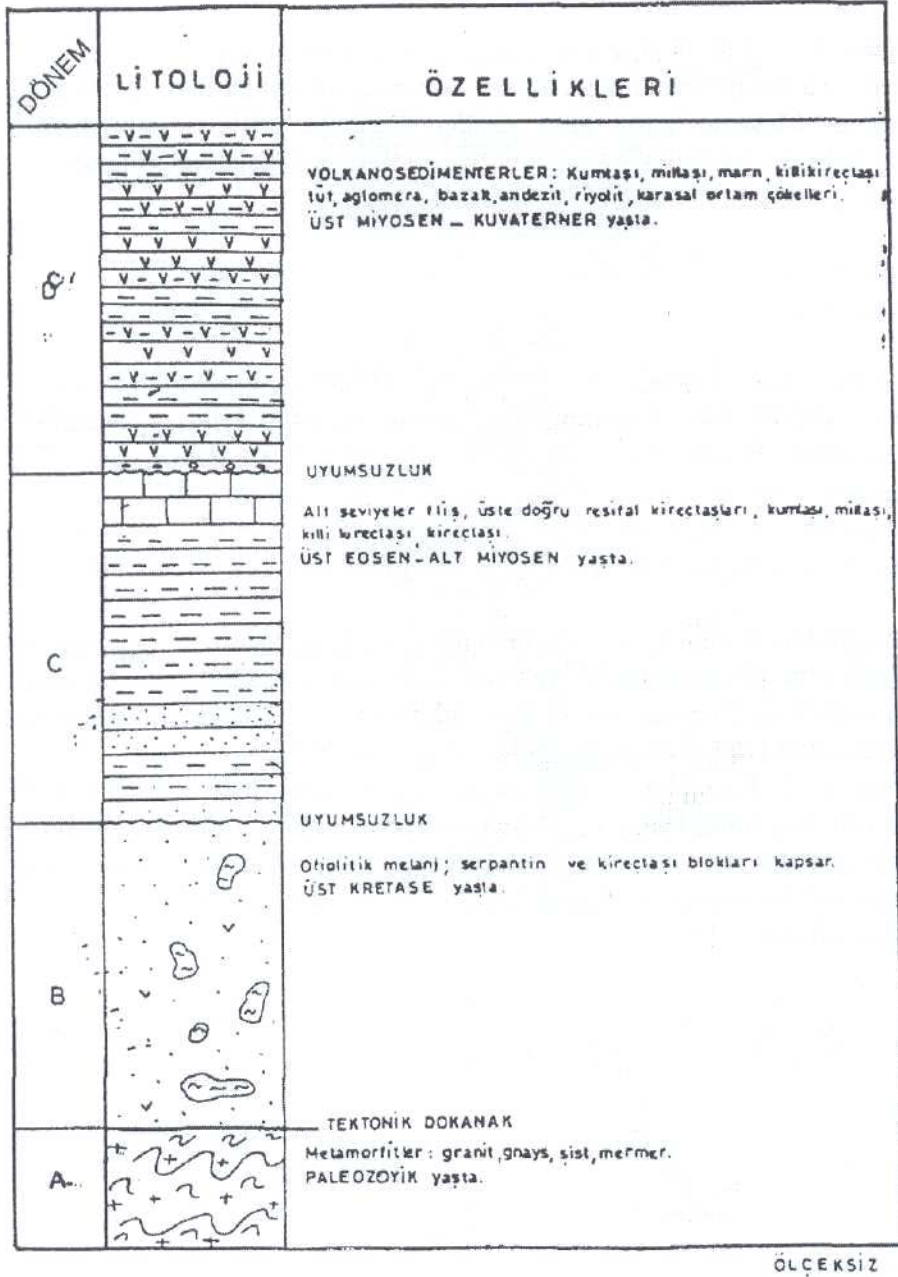 DÖNEM
LİTOLOJİ
ÖZELLİKLERİ
VOLKANOSEDİMENTERLER: Kumtaşı, miltaşı, marn, killikireçtaşı
tüf, aglomera, bazalt, andezit, riyolit, karasal ortam çökelleri.
ÜST MİYOSEN – KUVATERNER yaşta.
UYUMSUZLUK
Alt seviyeler fliş, üste doğru resifal kireçtaşları, kumtaşı, miltaşı,
killi kireçtaşı, kireçtaşı.
ÜST EOSEN-ALT MİYOSEN yaşta.
C
UYUMSUZLUK
Ofiolitik melanj; serpantin ve kireçtaşı blokları kapsar.
ÜST KRETASE yaşta.
B
TEKTONİK DOKANAK
Metamorfitler: granit, gnays, şist, mermer.
PALEOZOYİK yaşta.
A
ÖLÇEKSİZ